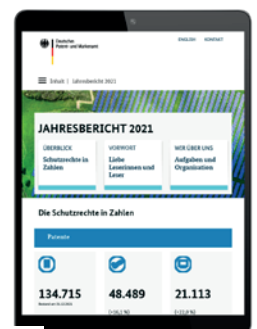 Deutsches
Patent- und Markenamt
ENGLISH KONTAKT
Inhalt | Jahresbericht 2021
JAHRESBERICHT 2021
ÜBERBLICK
Schutzrechte in
Zahlen
VORWORT
Liebe
Leserinnen und
Leser
WIR ÜBER UNS
Aufgaben und
Organisation
Die Schutzrechte in Zahlen
Patente
134.715
48.489
21.113